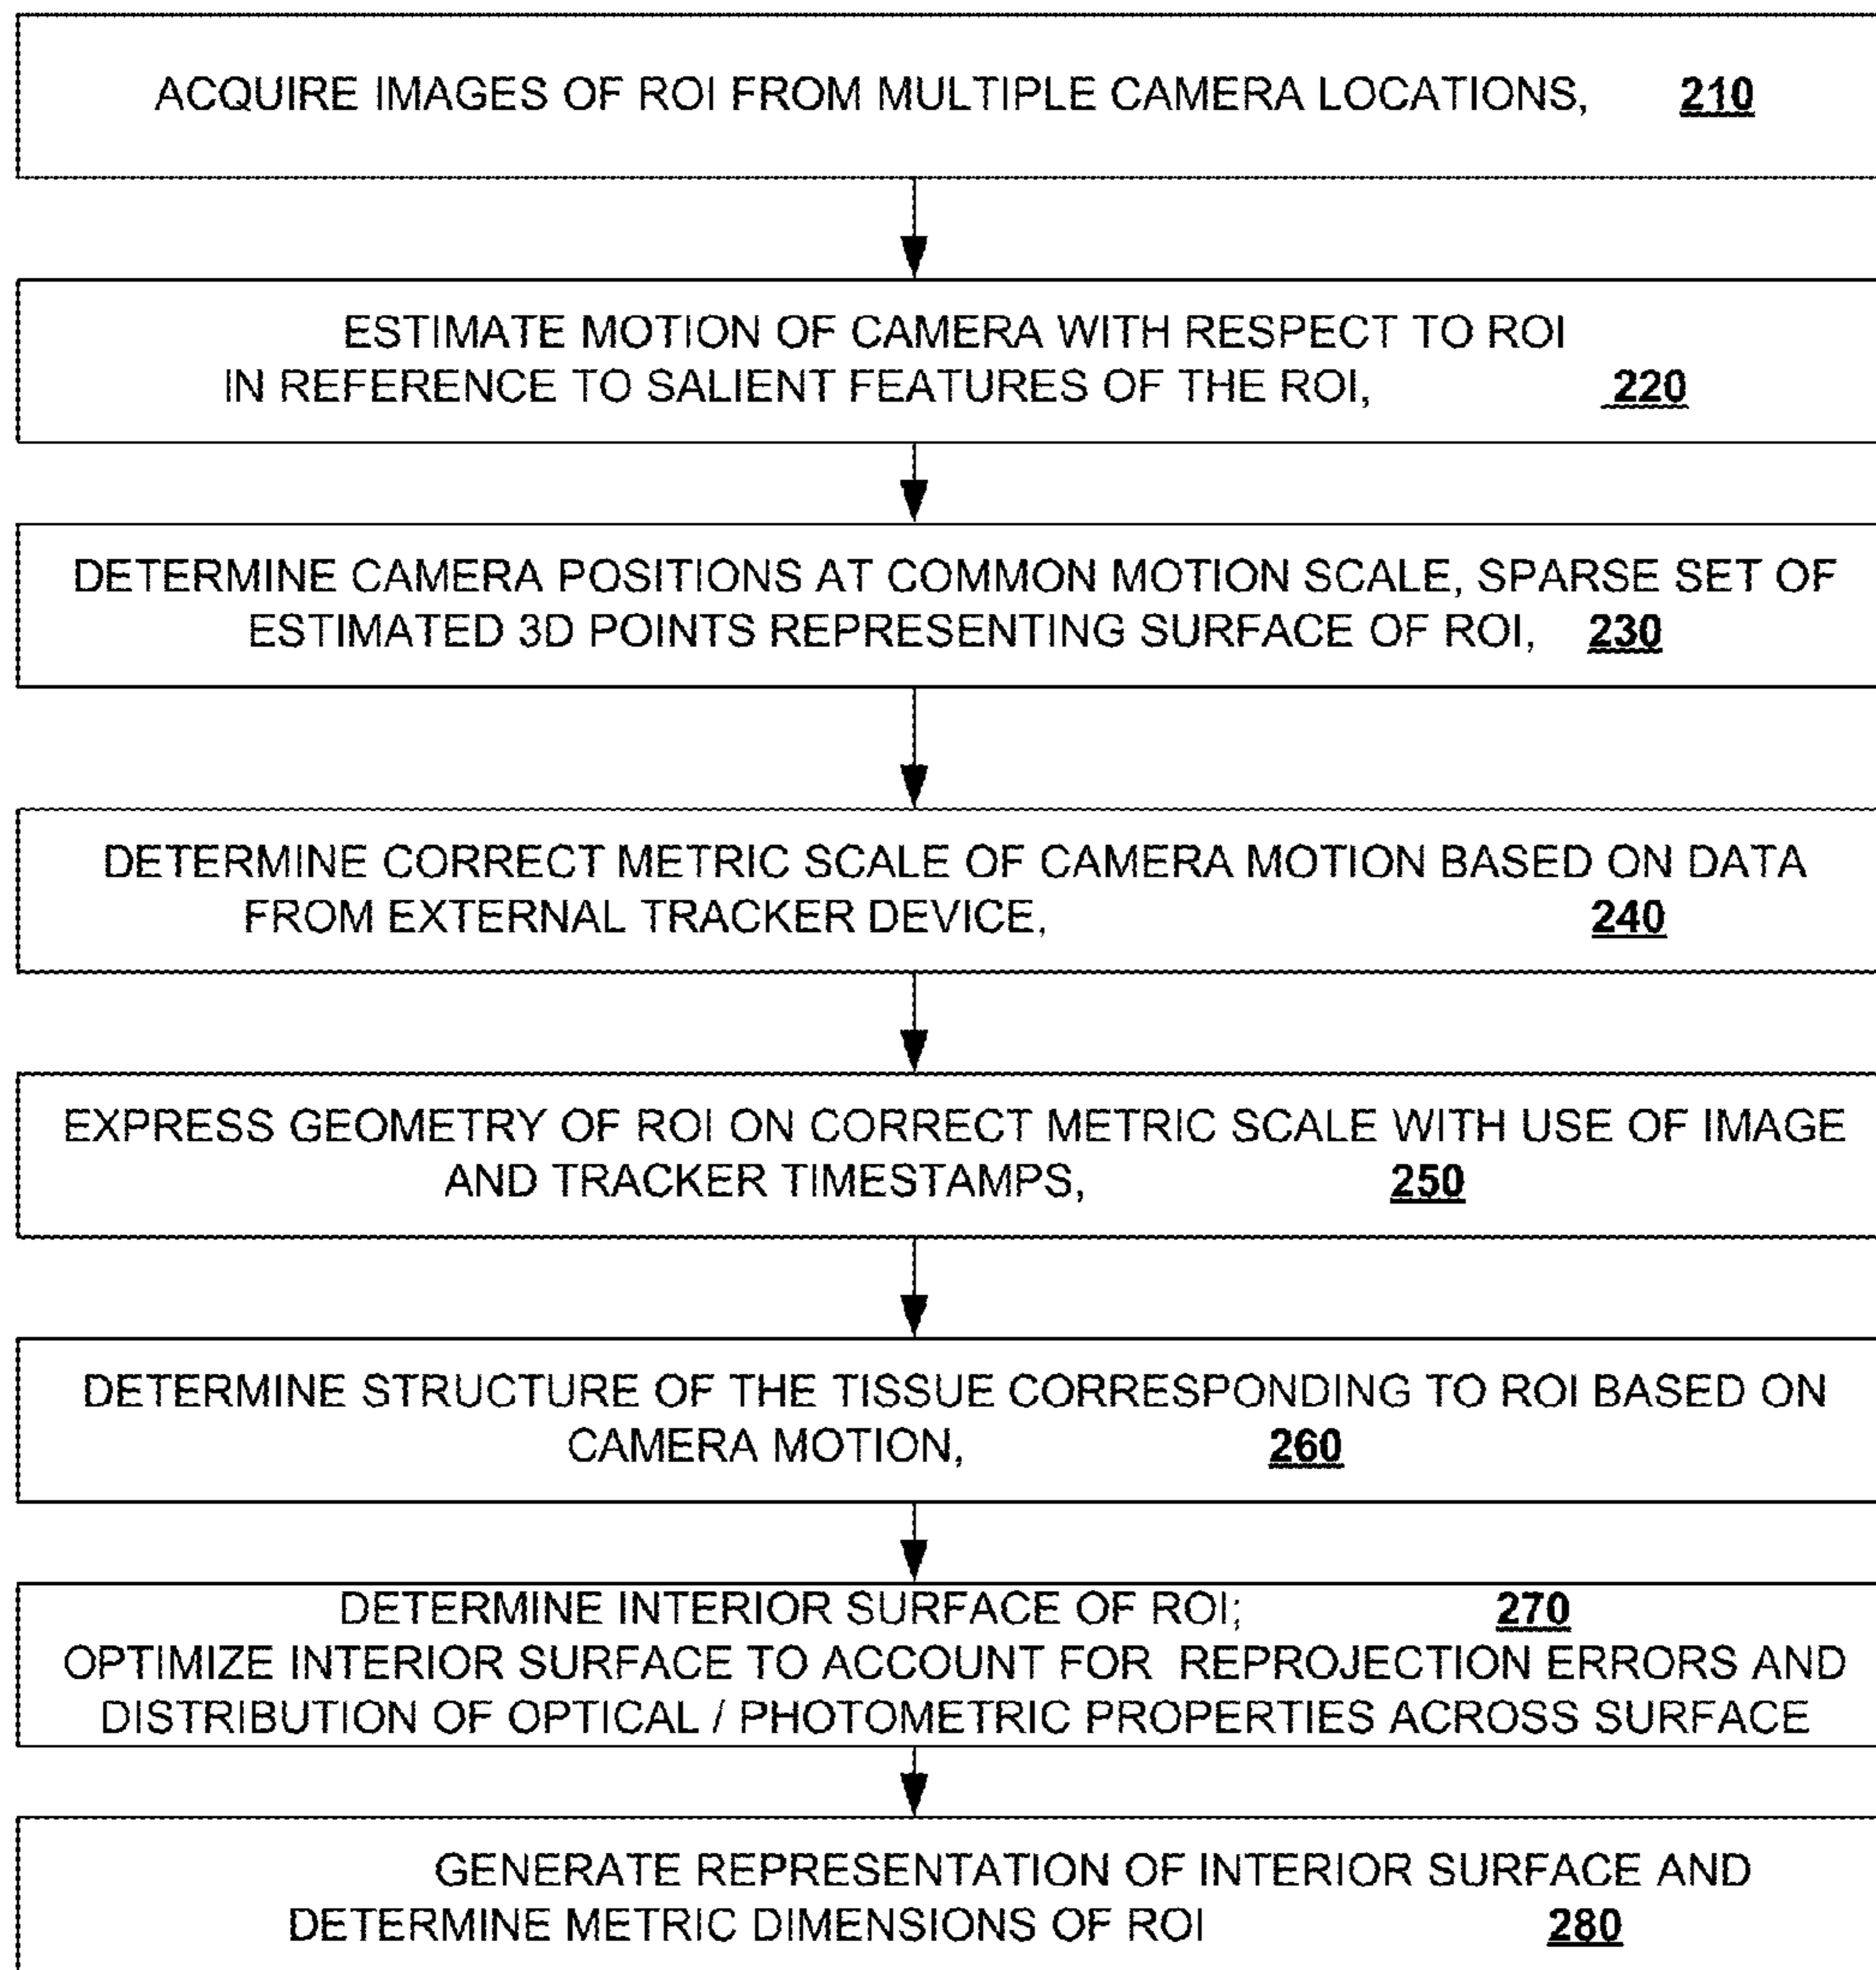 ACQUIRE IMAGES OF ROI FROM MULTIPLE CAMERA LOCATIONS, 210
ESTIMATE MOTION OF CAMERA WITH RESPECT TO ROI
IN REFERENCE TO SALIENT FEATURES OF THE ROI, 220
DETERMINE CAMERA POSITIONS AT COMMON MOTION SCALE, SPARSE SET OF
ESTIMATED 3D POINTS REPRESENTING SURFACE OF ROI, 230
DETERMINE CORRECT METRIC SCALE OF CAMERA MOTION BASED ON DATA
FROM EXTERNAL TRACKER DEVICE, 240
EXPRESS GEOMETRY OF ROI ON CORRECT METRIC SCALE WITH USE OF IMAGE
AND TRACKER TIMESTAMPS, 250
DETERMINE STRUCTURE OF THE TISSUE CORRESPONDING TO ROI BASED ON
CAMERA MOTION, 260
DETERMINE INTERIOR SURFACE OF ROI; 270
OPTIMIZE INTERIOR SURFACE TO ACCOUNT FOR REPROJECTION ERRORS AND
DISTRIBUTION OF OPTICAL / PHOTOMETRIC PROPERTIES ACROSS SURFACE
GENERATE REPRESENTATION OF INTERIOR SURFACE AND
DETERMINE METRIC DIMENSIONS OF ROI 280